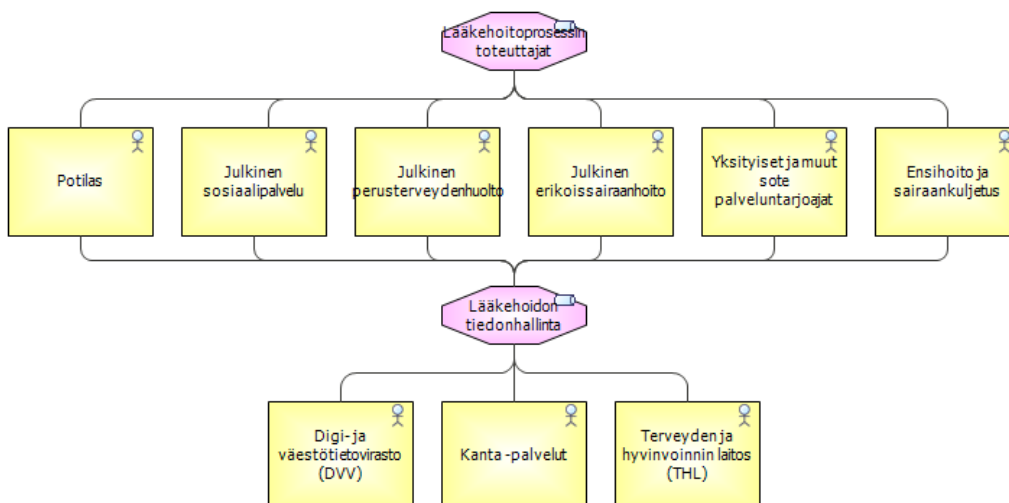 Lääkehoitoprosessin
toteuttajat
Potilas
Julkinen
sosiaalipalvelu
Julkinen
perusterveydenhuolto
Julkinen
erikoissairaanhoito
Yksityiset ja muut
sote
palveluntarjoajat
Ensihoito ja
sairaankuljetus
Lääkehoidon
tiedonhallinta
Digi- ja
väestötietovirasto
(DVV)
Kanta -palvelut
Terveyden ja
hyvinvoinnin laitos
(THL)